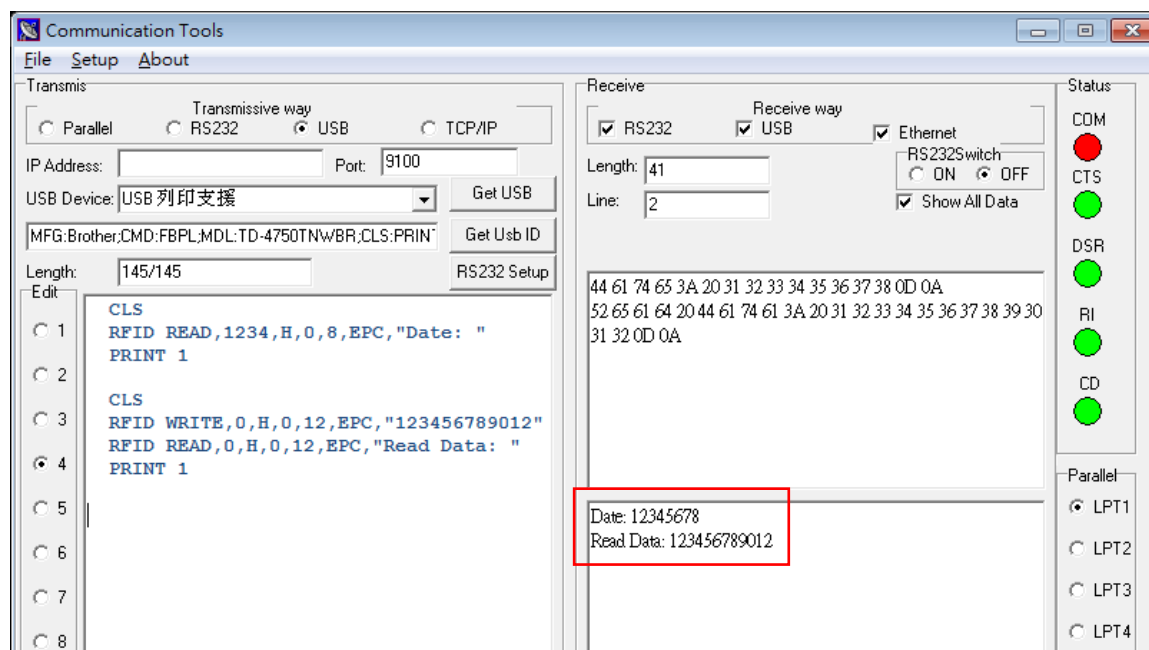 Communication Tools
File Setup About
Transmis
Transmissive way
Parallel RS232 USB TCP/IP
IP Address: Port: 9100
USB Device: USB 列印支援 Get USB
MFG:Brother;CMD:FBPL;MDL:TD-4750TNWBR;CLS:PRINT Get Usb ID
Length: 145/145 RS232 Setup
Edit
1
2
3
4
5
6
7
8
CLS
RFID READ,1234,H,0,8,EPC,"Date: "
PRINT 1
CLS
RFID WRITE,0,H,0,12,EPC,"123456789012"
RFID READ,0,H,0,12,EPC,"Read Data: "
PRINT 1
Receive
Receive way
RS232 USB Ethernet
Length: 41
RS232Switch
ON OFF
Line: 2
Show All Data
44 61 74 65 3A 20 31 32 33 34 35 36 37 38 0D 0A
52 65 61 64 20 44 61 74 61 3A 20 31 32 33 34 35 36 37 38 39 30
31 32 0D 0A
Date: 12345678
Read Data: 123456789012
Status
COM
CTS
DSR
RI
CD
Parallel
LPT1
LPT2
LPT3
LPT4